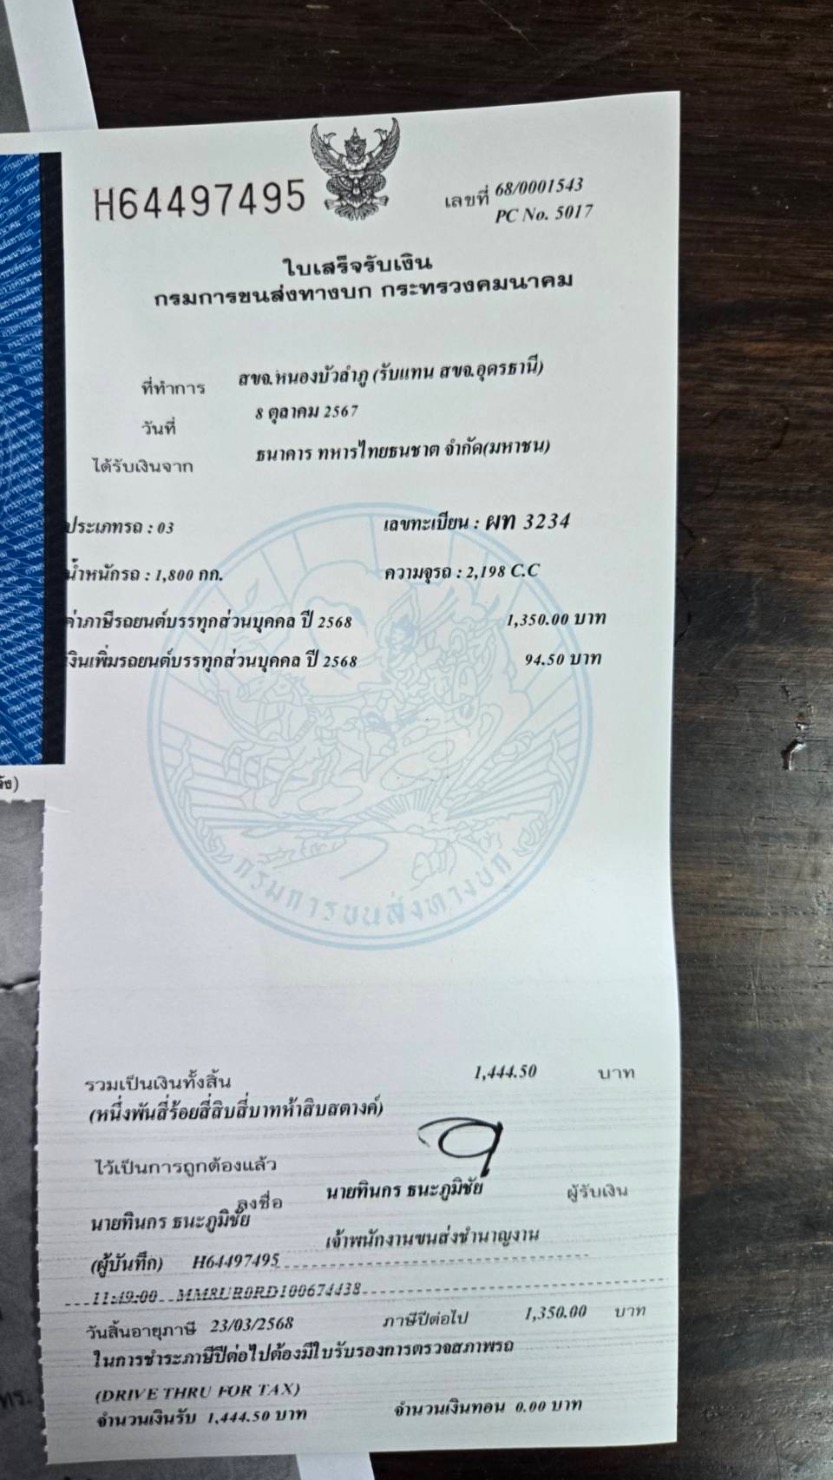 H64497495
เลขที่ 68/0001543
PC No. 5017
ใบเสร็จรับเงิน
กรมการขนส่งทางบก กระทรวงคมนาคม
ที่ทำการ สขจ.หนองบัวลำภู (รับแทน สขจ.อุดรธานี)
วันที่ 8 ตุลาคม 2567
ได้รับเงินจาก ธนาคาร ทหารไทยธนชาต จำกัด(มหาชน)
ประเภทรถ : 03 เลขทะเบียน : ผท 3234
น้ำหนักรถ : 1,800 กก. ความจุรถ : 2,198 C.C
ค่าภาษีรถยนต์บรรทุกส่วนบุคคล ปี 2568 1,350.00 บาท
เงินเพิ่มรถยนต์บรรทุกส่วนบุคคล ปี 2568 94.50 บาท
กรมการขนส่งทางบก
รวมเป็นเงินทั้งสิ้น 1,444.50 บาท
(หนึ่งพันสี่ร้อยสี่สิบสี่บาทห้าสิบสตางค์)
ไว้เป็นการถูกต้องแล้ว
ลงชื่อ นายทินกร ธนะภูมิชัย ผู้รับเงิน
นายทินกร ธนะภูมิชัย
เจ้าพนักงานขนส่งชำนาญงาน
(ผู้บันทึก) H64497495
11:49:00 MM8UR0RD100674438
วันสิ้นอายุภาษี 23/03/2568 ภาษีปีต่อไป 1,350.00 บาท
ในการชำระภาษีปีต่อไปต้องมีใบรับรองการตรวจสภาพรถ
(DRIVE THRU FOR TAX)
จำนวนเงินรับ 1,444.50 บาท จำนวนเงินทอน 0.00 บาท